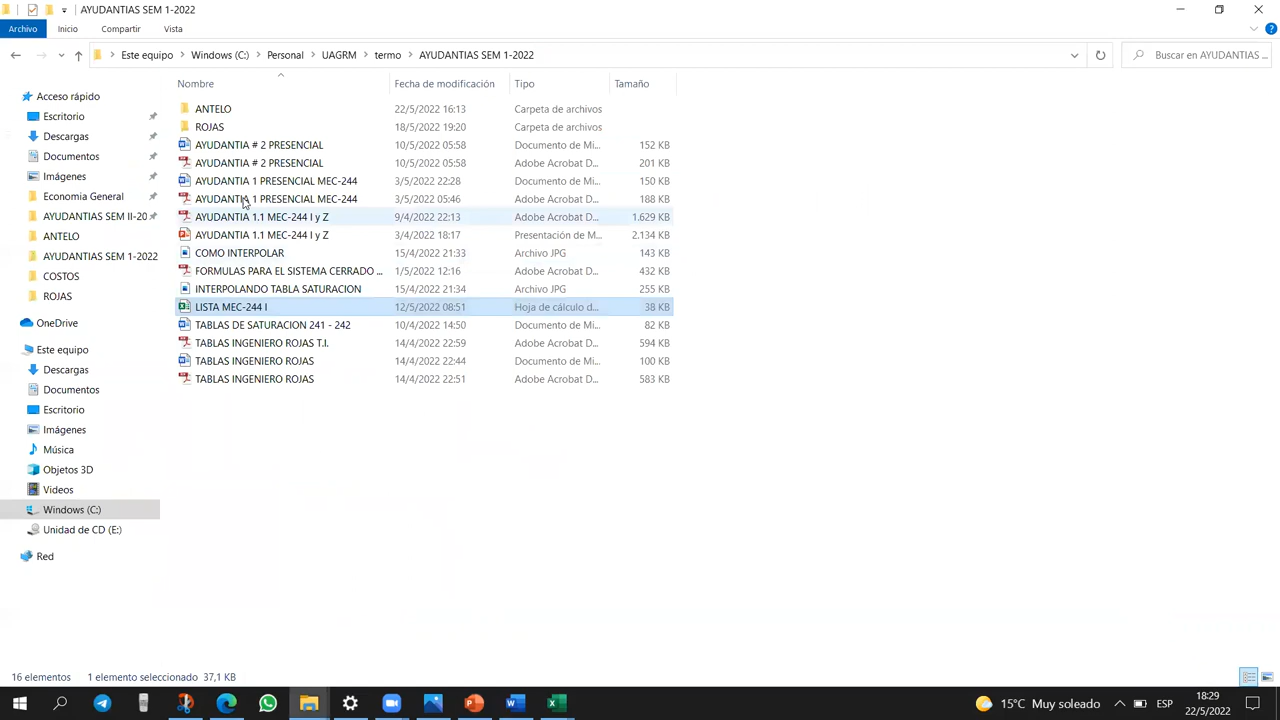 AYUDANTIAS SEM 1-2022
Archivo Inicio Compartir Vista
Este equipo Windows (C:) Personal UAGRM termo AYUDANTIAS SEM 1-2022 Buscar en AYUDANTIAS ...
Nombre Fecha de modificación Tipo Tamaño
Acceso rápido
Escritorio
Descargas
Documentos
Imágenes
Economia General
AYUDANTIAS SEM II-20
ANTELO
AYUDANTIAS SEM 1-2022
COSTOS
ROJAS
OneDrive
Este equipo
Descargas
Documentos
Escritorio
Imágenes
Música
Objetos 3D
Videos
Windows (C:)
Unidad de CD (E:)
Red
ANTELO 22/5/2022 16:13 Carpeta de archivos
ROJAS 18/5/2022 19:20 Carpeta de archivos
AYUDANTIA # 2 PRESENCIAL 10/5/2022 05:58 Documento de Mi... 152 KB
AYUDANTIA # 2 PRESENCIAL 10/5/2022 05:58 Adobe Acrobat D... 201 KB
AYUDANTIA 1 PRESENCIAL MEC-244 3/5/2022 22:28 Documento de Mi... 150 KB
AYUDANTIA 1 PRESENCIAL MEC-244 3/5/2022 05:46 Adobe Acrobat D... 188 KB
AYUDANTIA 1.1 MEC-244 I y Z 9/4/2022 22:13 Adobe Acrobat D... 1.629 KB
AYUDANTIA 1.1 MEC-244 I y Z 3/4/2022 18:17 Presentación de M... 2.134 KB
COMO INTERPOLAR 15/4/2022 21:33 Archivo JPG 143 KB
FORMULAS PARA EL SISTEMA CERRADO ... 1/5/2022 12:16 Adobe Acrobat D... 432 KB
INTERPOLANDO TABLA SATURACION 15/4/2022 21:34 Archivo JPG 255 KB
LISTA MEC-244 I 12/5/2022 08:51 Hoja de cálculo d... 38 KB
TABLAS DE SATURACION 241 - 242 10/4/2022 14:50 Documento de Mi... 82 KB
TABLAS INGENIERO ROJAS T.I. 14/4/2022 22:59 Adobe Acrobat D... 594 KB
TABLAS INGENIERO ROJAS 14/4/2022 22:44 Documento de Mi... 100 KB
TABLAS INGENIERO ROJAS 14/4/2022 22:51 Adobe Acrobat D... 583 KB
16 elementos 1 elemento seleccionado 37,1 KB
15°C Muy soleado ESP 18:29
22/5/2022